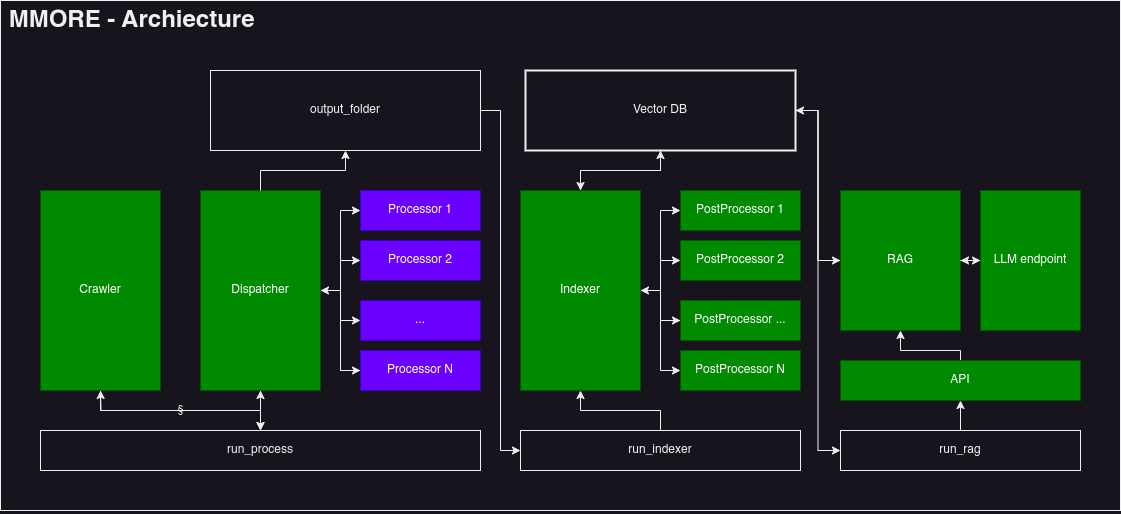 MMORE - Archiecture
output_folder
Vector DB
Crawler
Dispatcher
Processor 1
Processor 2
...
Processor N
Indexer
PostProcessor 1
PostProcessor 2
PostProcessor ...
PostProcessor N
RAG
LLM endpoint
API
§
run_process
run_indexer
run_rag